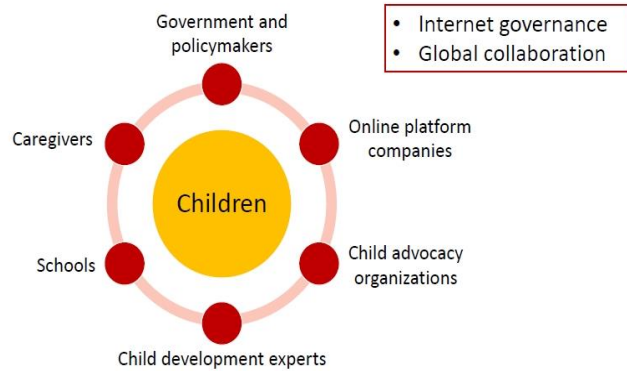 Government and
policymakers
• Internet governance
• Global collaboration
Caregivers
Online platform
companies
Children
Schools
Child advocacy
organizations
Child development experts